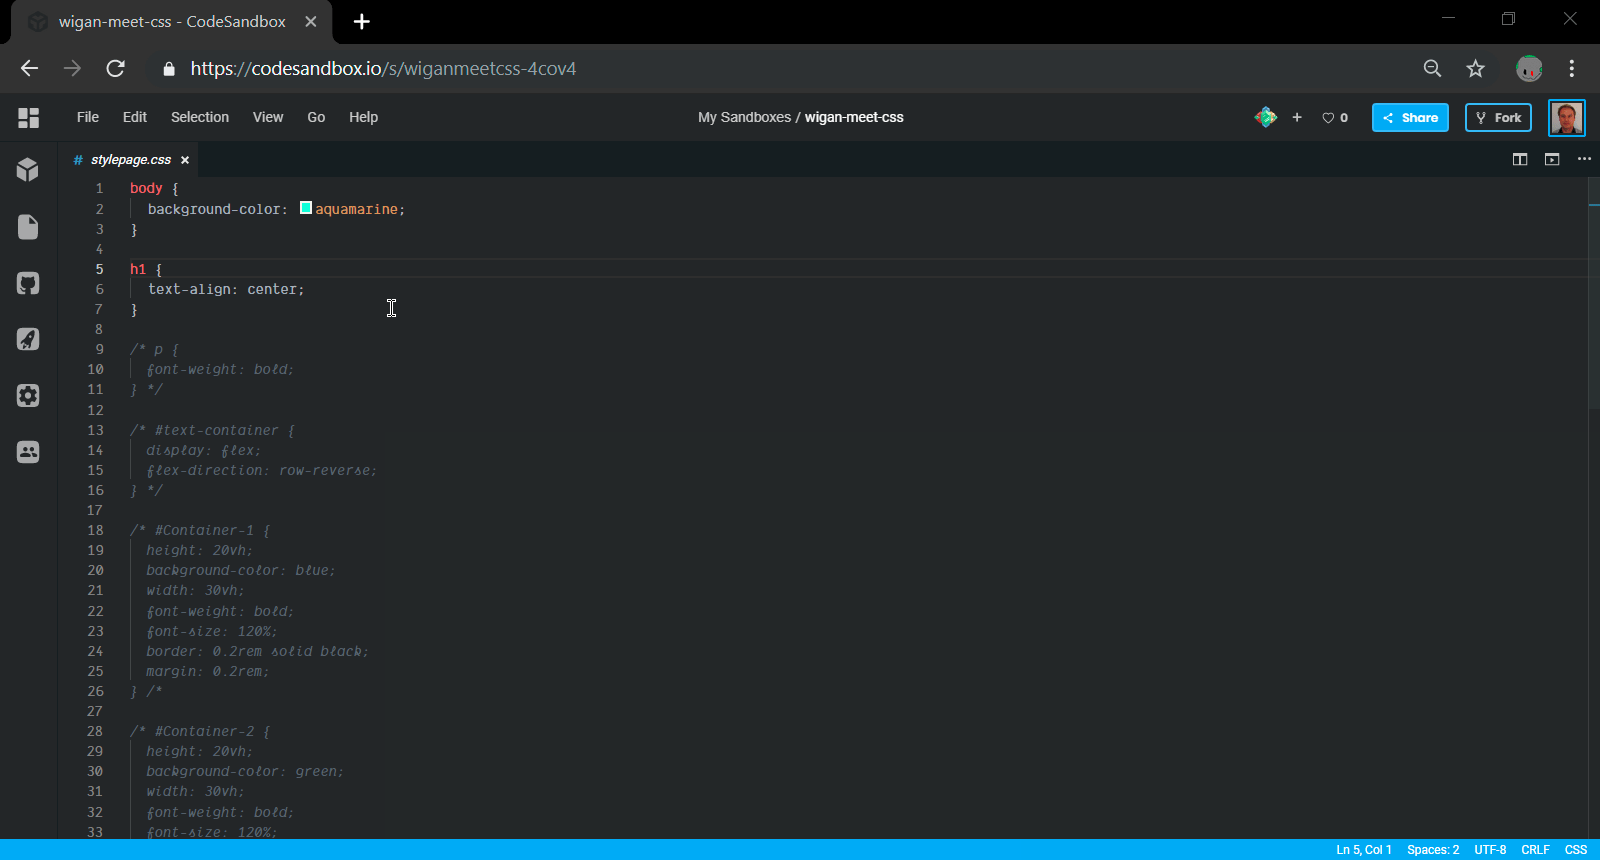 wigan-meet-css - CodeSandbox
https://codesandbox.io/s/wiganmeetcss-4cov4
File Edit Selection View Go Help
My Sandboxes / wigan-meet-css
0
Share
Fork
# stylepage.css
1 body {
2 background-color: aquamarine;
3 }
4
5 h1 {
6 text-align: center;
7 }
8
9 /* p {
10 font-weight: bold;
11 } */
12
13 /* #text-container {
14 display: flex;
15 flex-direction: row-reverse;
16 } */
17
18 /* #Container-1 {
19 height: 20vh;
20 background-color: blue;
21 width: 30vh;
22 font-weight: bold;
23 font-size: 120%;
24 border: 0.2rem solid black;
25 margin: 0.2rem;
26 } /*
27
28 /* #Container-2 {
29 height: 20vh;
30 background-color: green;
31 width: 30vh;
32 font-weight: bold;
33 font-size: 120%;
Ln 5, Col 1 Spaces: 2 UTF-8 CRLF CSS